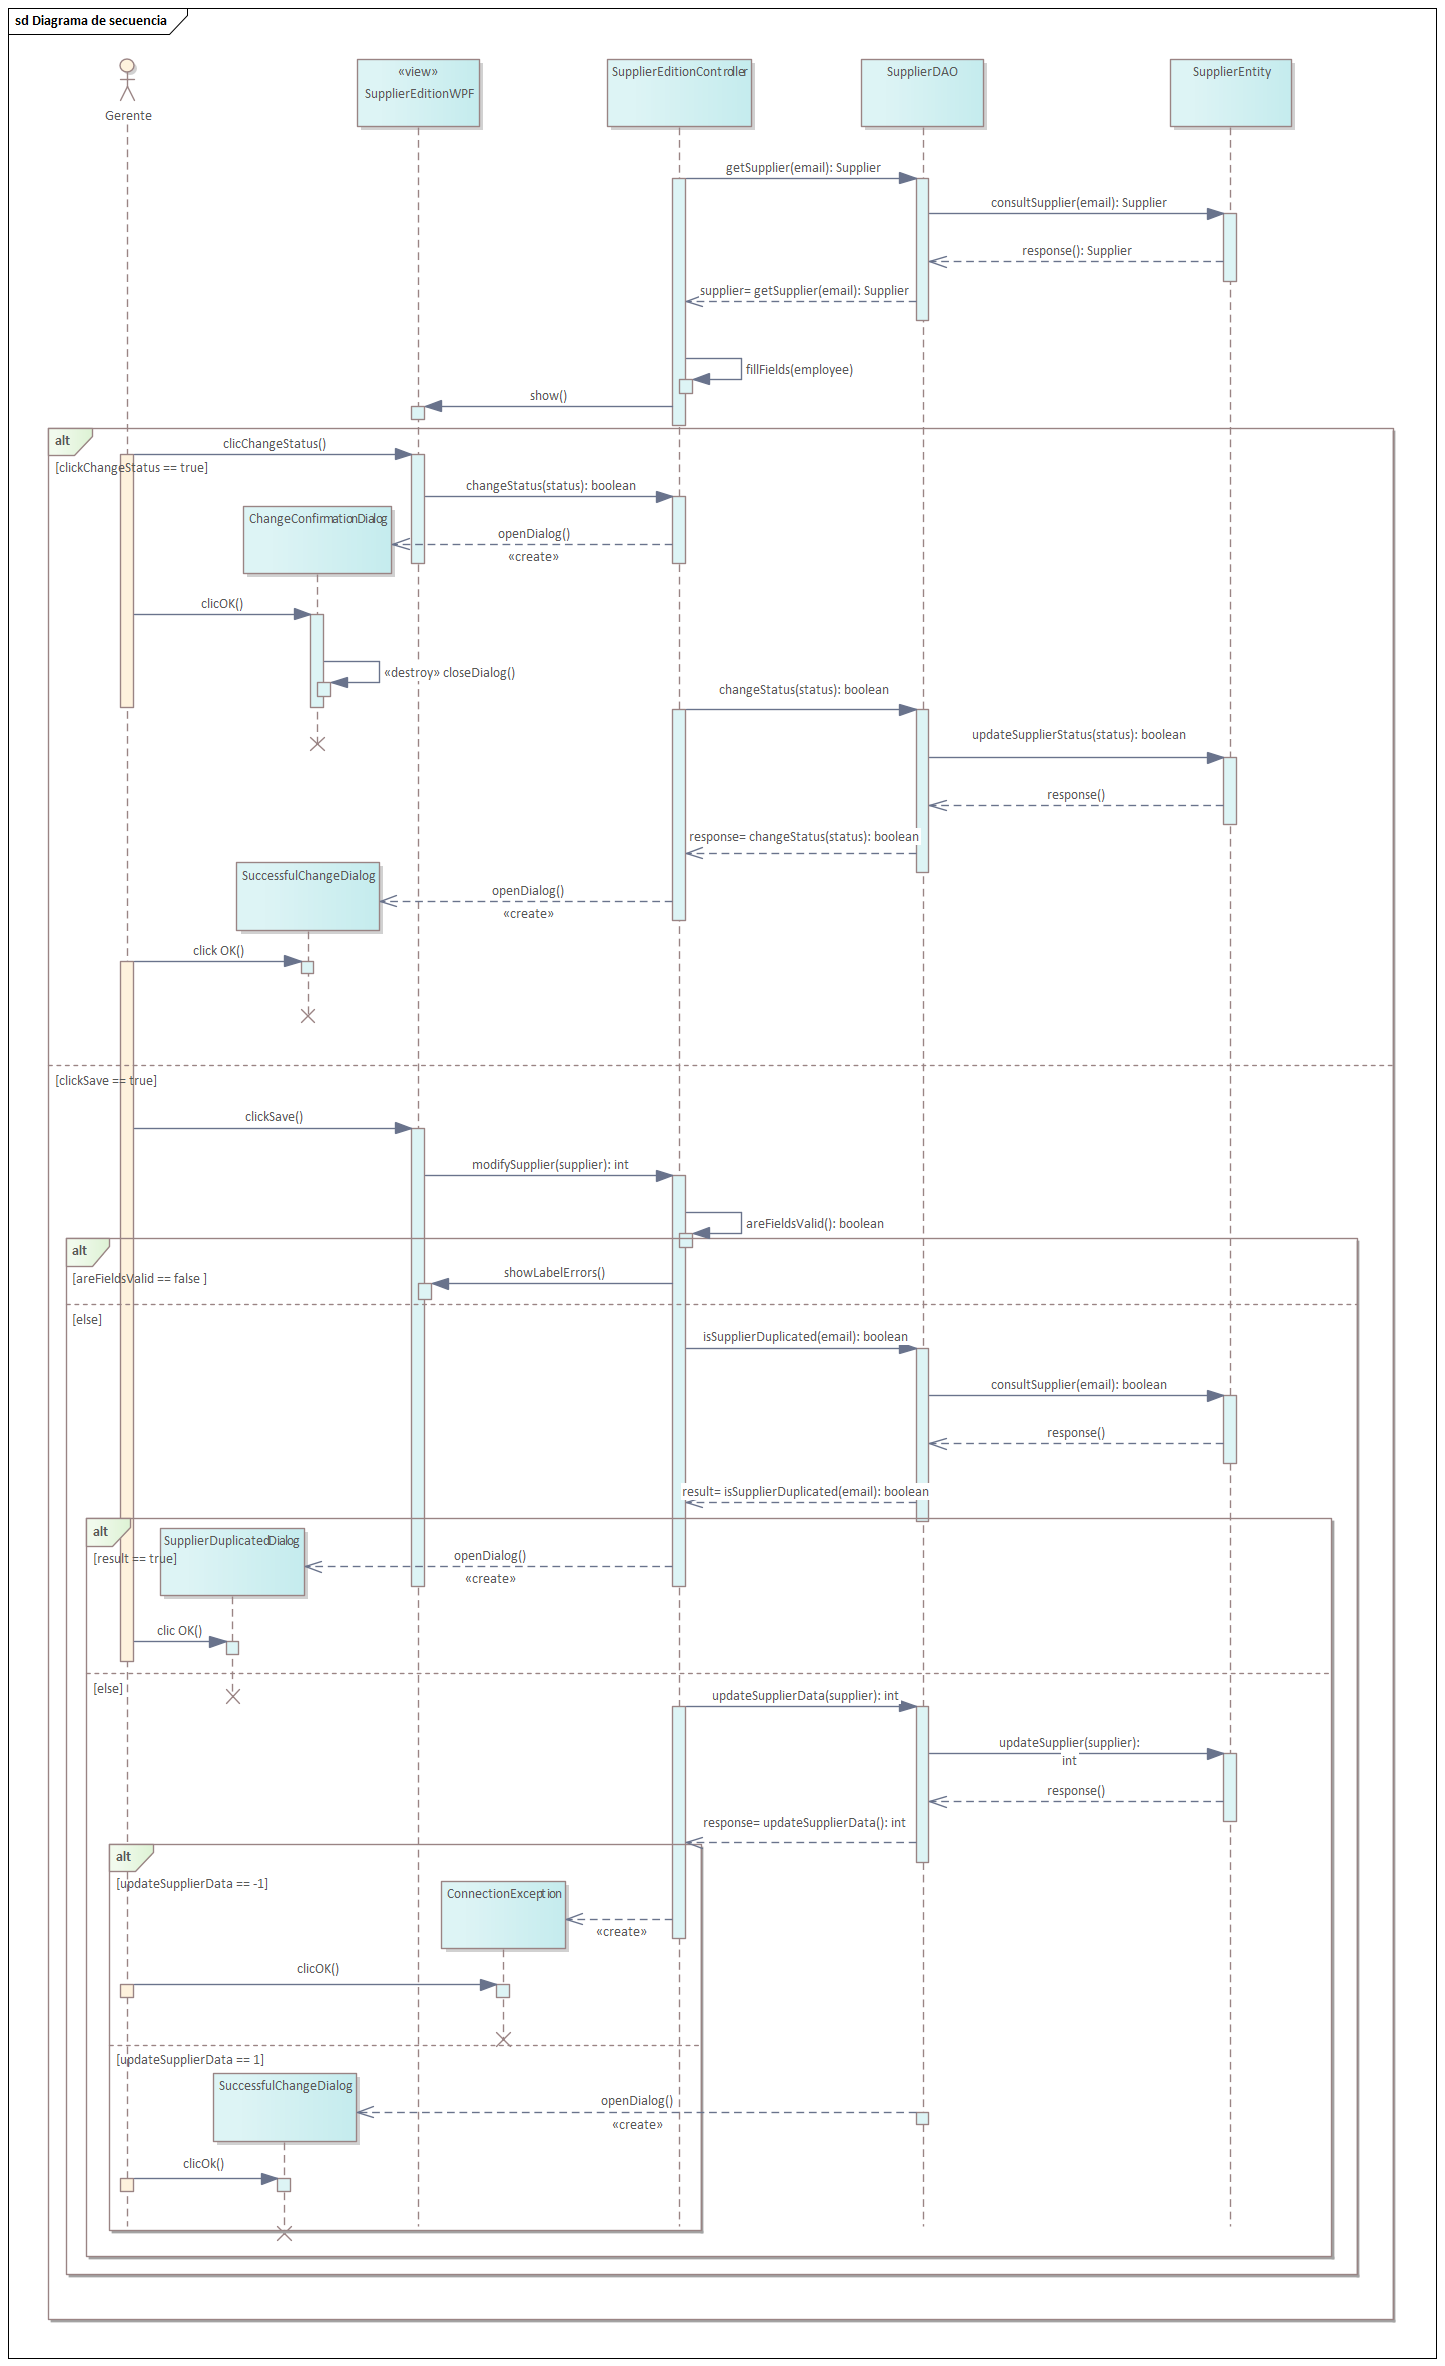 sd Diagrama de secuencia
Gerente
«view»
SupplierEditionWPF
SupplierEditionController
SupplierDAO
SupplierEntity
getSupplier(email): Supplier
consultSupplier(email): Supplier
response(): Supplier
supplier= getSupplier(email): Supplier
fillFields(employee)
show()
alt
clicChangeStatus()
[clickChangeStatus == true]
changeStatus(status): boolean
ChangeConfirmationDialog
openDialog()
«create»
clicOK()
«destroy» closeDialog()
changeStatus(status): boolean
updateSupplierStatus(status): boolean
response()
response= changeStatus(status): boolean
SuccessfulChangeDialog
openDialog()
«create»
click OK()
[clickSave == true]
clickSave()
modifySupplier(supplier): int
areFieldsValid(): boolean
alt
[areFieldsValid == false ]
showLabelErrors()
[else]
isSupplierDuplicated(email): boolean
consultSupplier(email): boolean
response()
result= isSupplierDuplicated(email): boolean
alt
SupplierDuplicatedDialog
[result == true]
openDialog()
«create»
clic OK()
[else]
updateSupplierData(supplier): int
updateSupplier(supplier):
int
response()
response= updateSupplierData(): int
alt
[updateSupplierData == -1]
ConnectionException
«create»
clicOK()
[updateSupplierData == 1]
SuccessfulChangeDialog
openDialog()
«create»
clicOk()